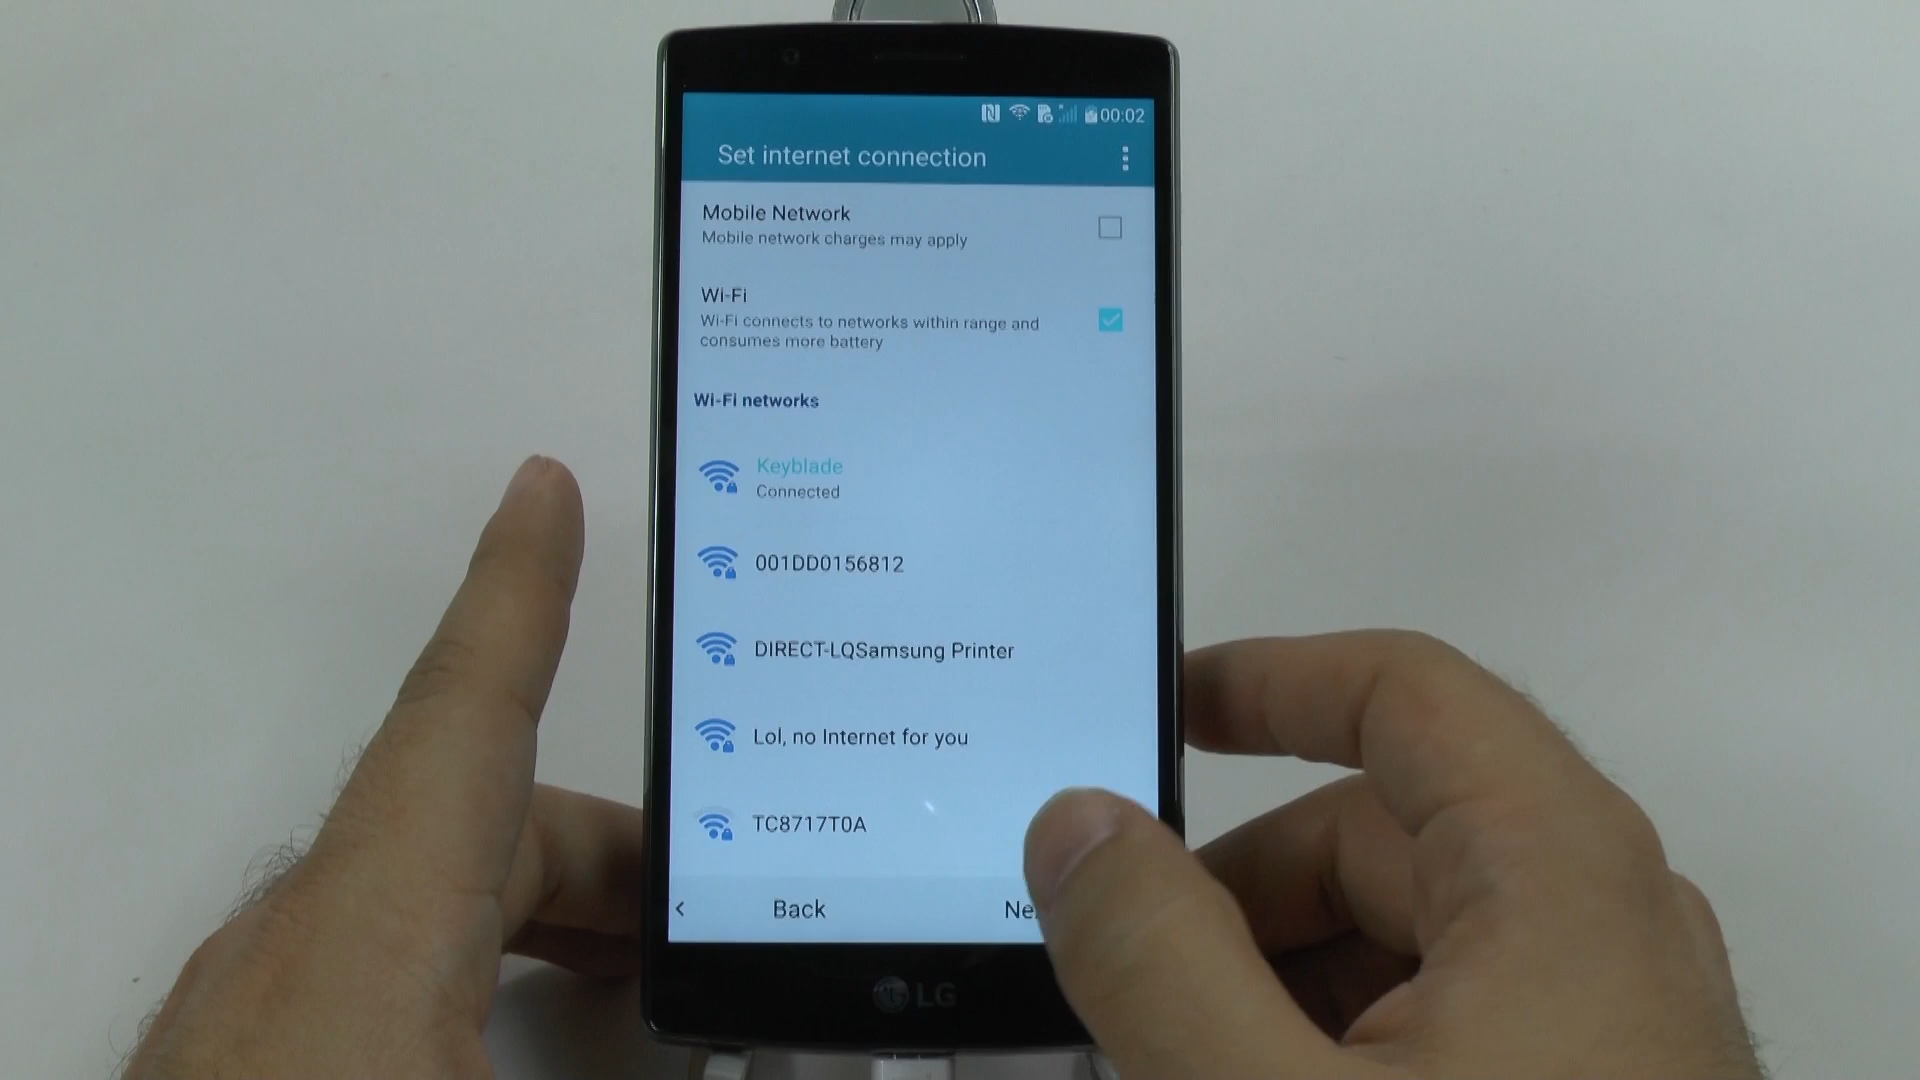 00:02
Set internet connection
Mobile Network
Mobile network charges may apply
Wi-Fi
Wi-Fi connects to networks within range and
consumes more battery
Wi-Fi networks
Keyblade
Connected
001DD0156812
DIRECT-LQSamsung Printer
Lol, no Internet for you
TC8717T0A
Back
LG